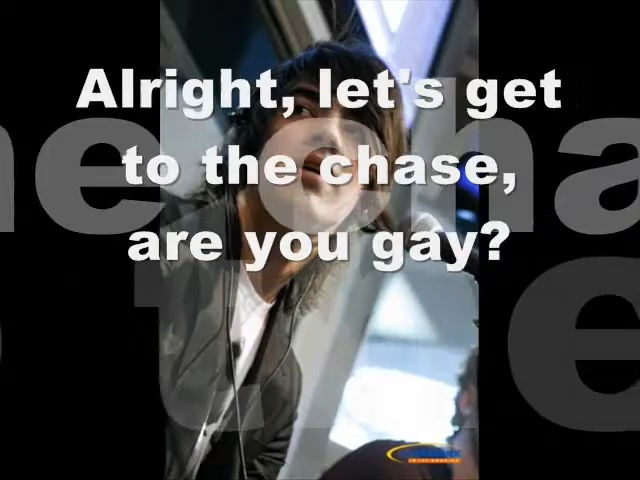 Alright, let's get
to the chase,
are you gay?